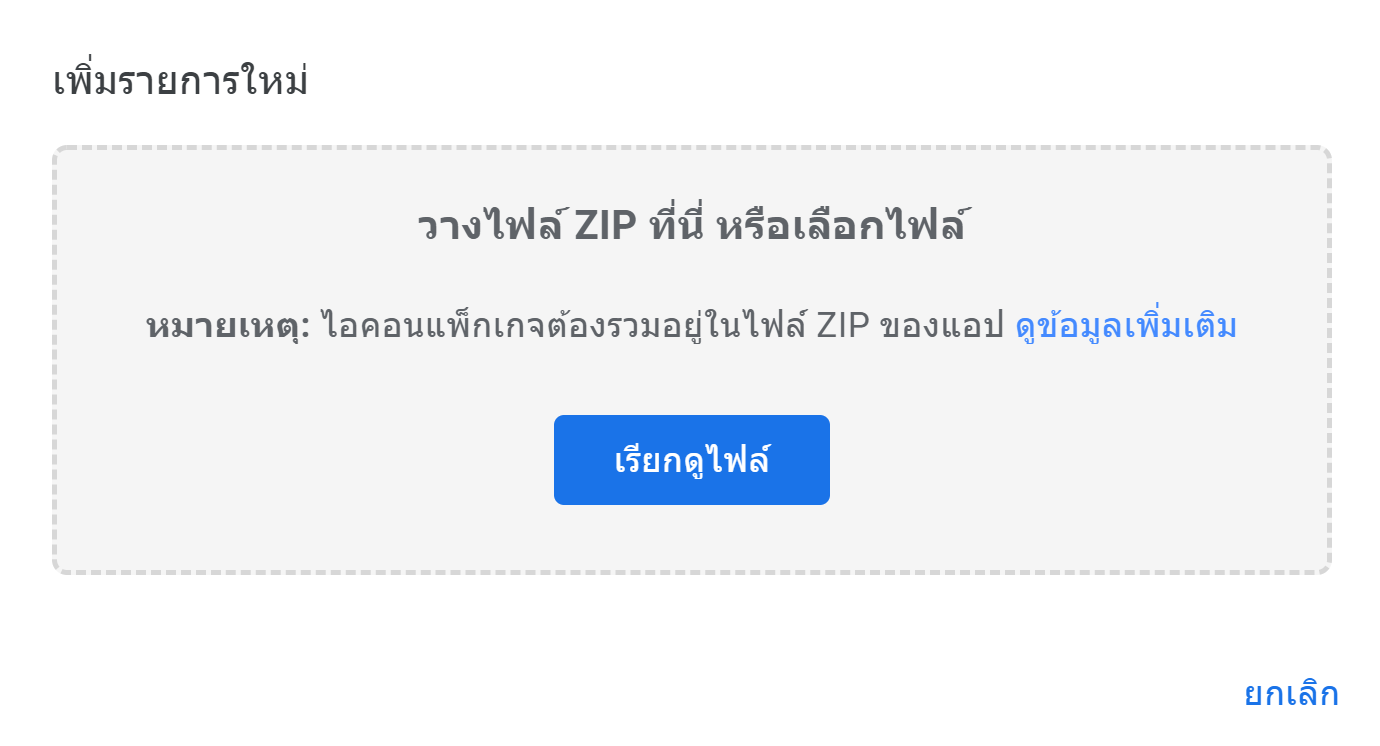 เพิ่มรายการใหม่
วางไฟล์ ZIP ที่นี่ หรือเลือกไฟล์
หมายเหตุ: ไอคอนแพ็กเกจต้องรวมอยู่ในไฟล์ ZIP ของแอป ดูข้อมูลเพิ่มเติม
เรียกดูไฟล์
ยกเลิก